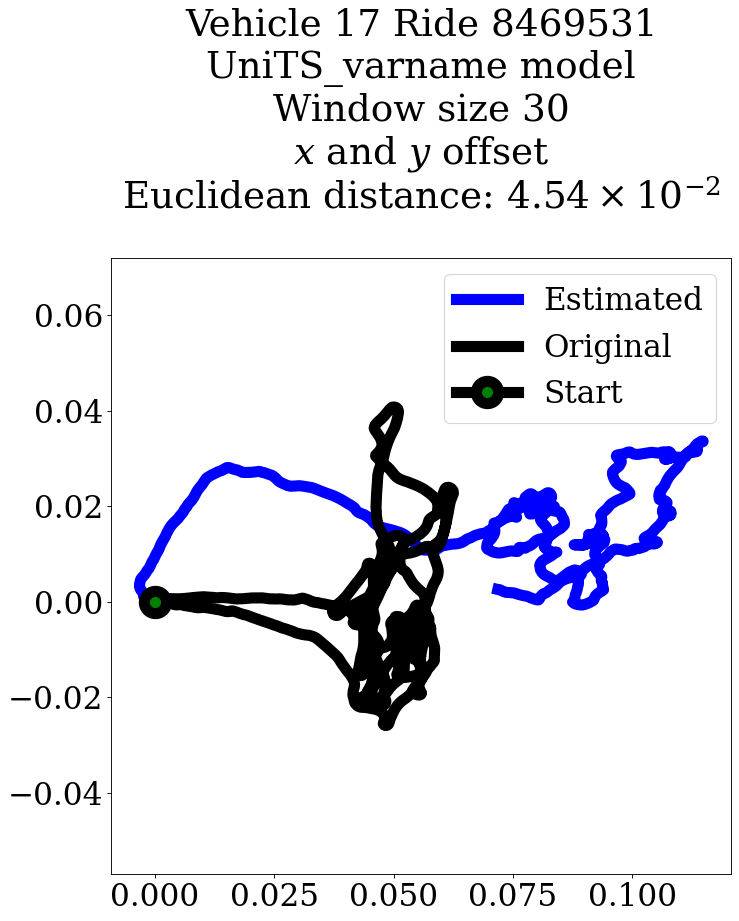 Vehicle 17 Ride 8469531
UniTS_varname model
Window size 30
x and y offset
Euclidean distance: 4.54 × 10⁻²
Estimated
Original
Start
0.06
0.04
0.02
0.00
−0.02
−0.04
0.000 0.025 0.050 0.075 0.100